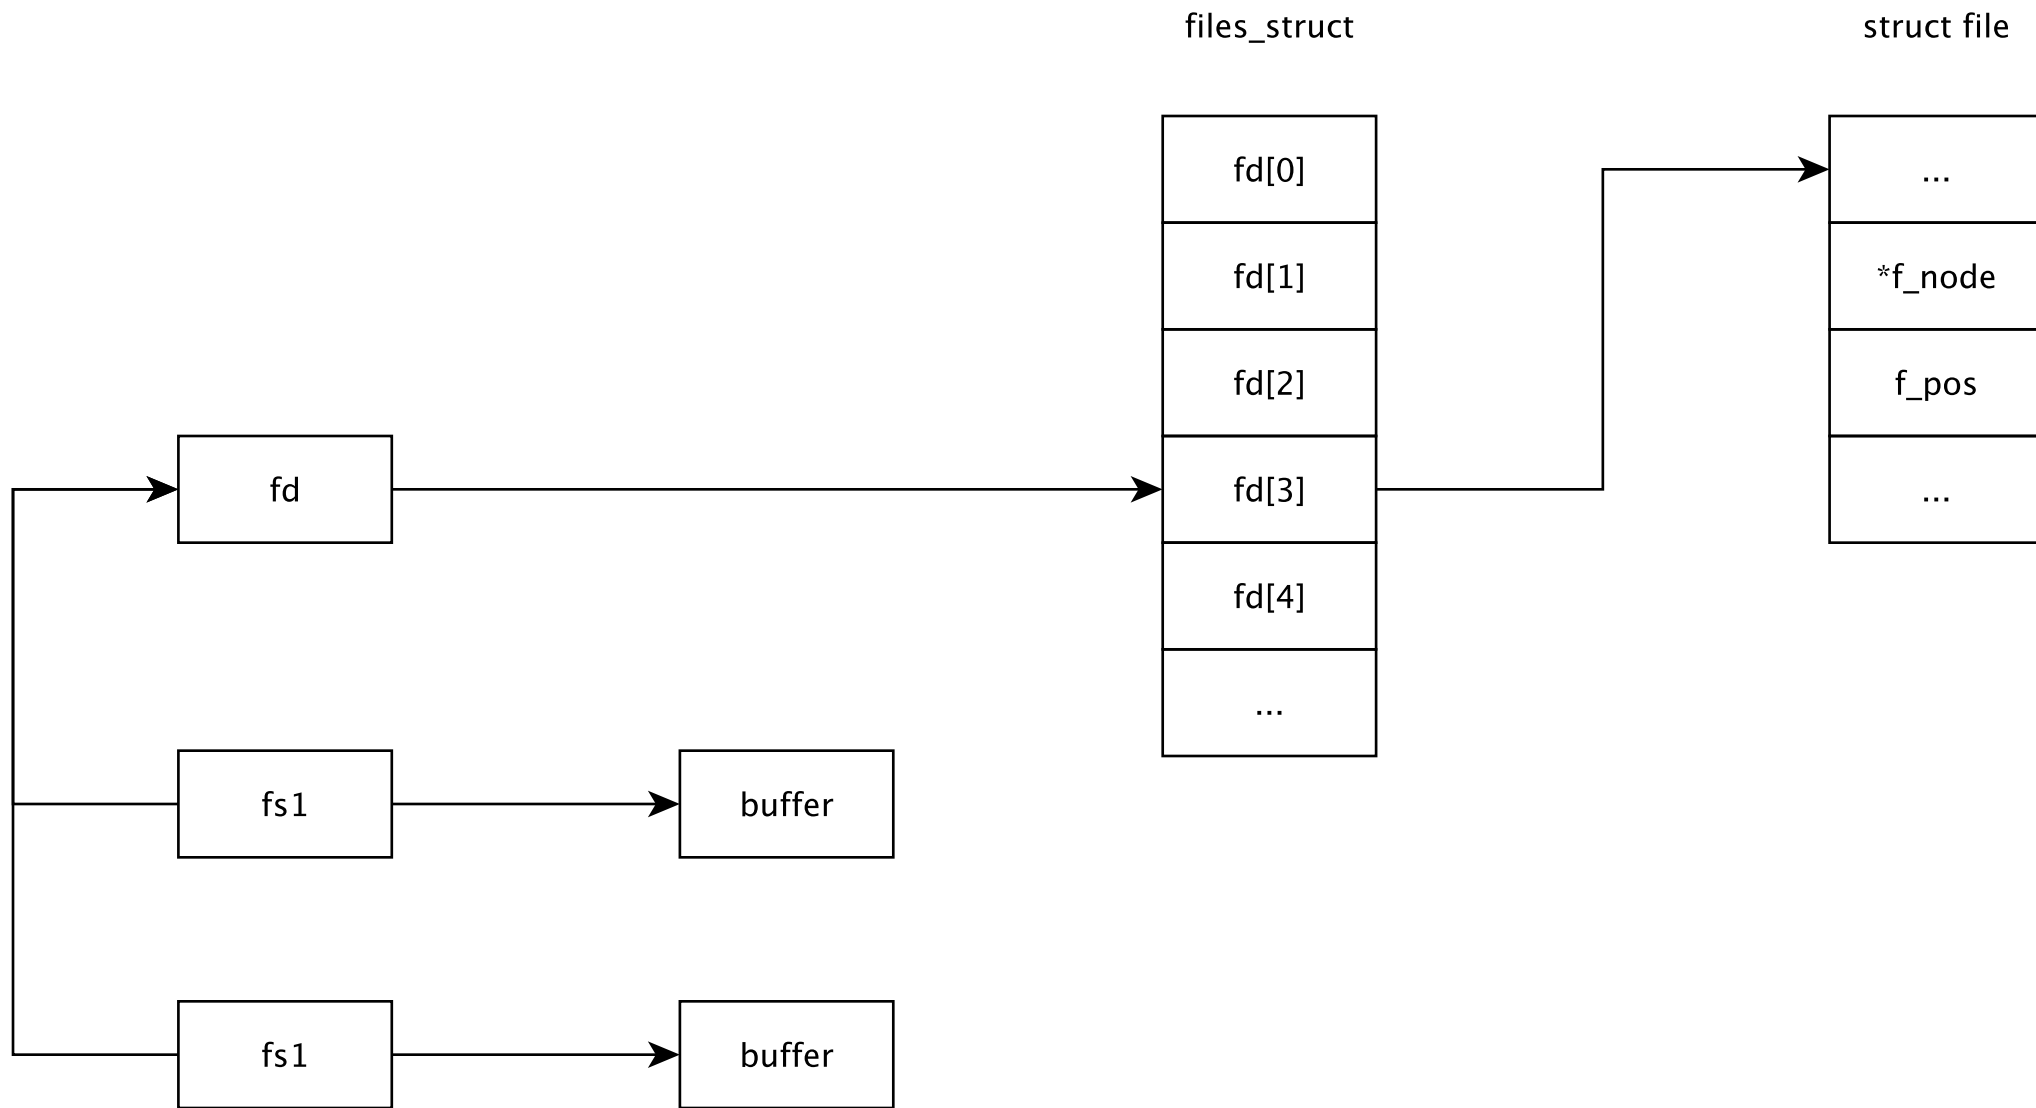 files_struct
struct file
fd[0]
...
fd[1]
*f_node
fd[2]
f_pos
fd
fd[3]
...
fd[4]
...
fs1
buffer
fs1
buffer